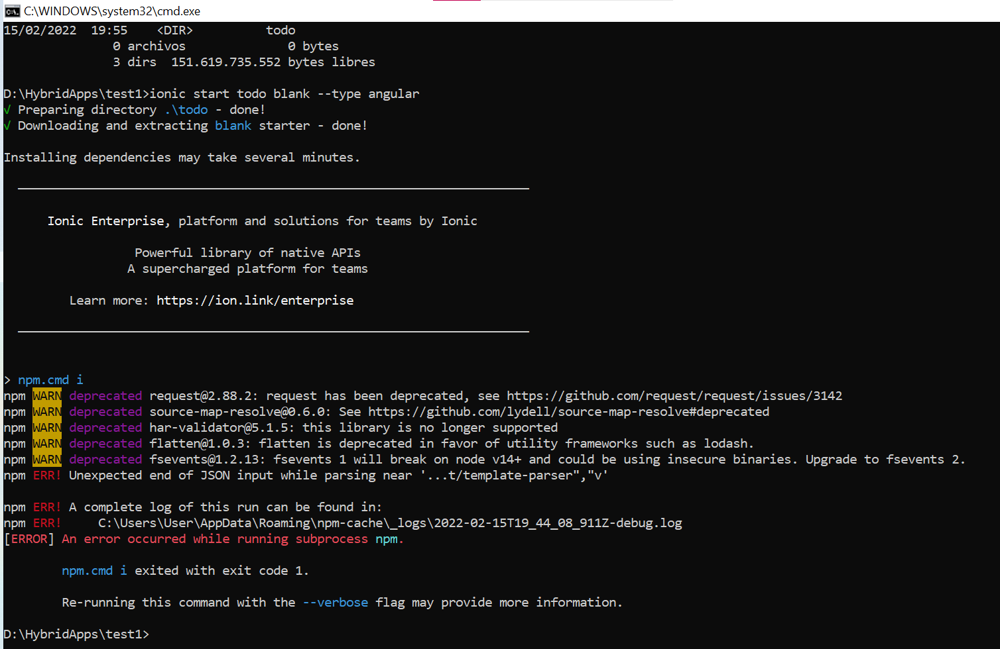 C:\WINDOWS\system32\cmd.exe
15/02/2022  19:55    <DIR>          todo
               0 archivos              0 bytes
               3 dirs  151.619.735.552 bytes libres
D:\HybridApps\test1>ionic start todo blank --type angular
√ Preparing directory .\todo - done!
√ Downloading and extracting blank starter - done!
Installing dependencies may take several minutes.
Ionic Enterprise, platform and solutions for teams by Ionic
Powerful library of native APIs
A supercharged platform for teams
Learn more: https://ion.link/enterprise
> npm.cmd i
npm WARN deprecated request@2.88.2: request has been deprecated, see https://github.com/request/request/issues/3142
npm WARN deprecated source-map-resolve@0.6.0: See https://github.com/lydell/source-map-resolve#deprecated
npm WARN deprecated har-validator@5.1.5: this library is no longer supported
npm WARN deprecated flatten@1.0.3: flatten is deprecated in favor of utility frameworks such as lodash.
npm WARN deprecated fsevents@1.2.13: fsevents 1 will break on node v14+ and could be using insecure binaries. Upgrade to fsevents 2.
npm ERR! Unexpected end of JSON input while parsing near '...t/template-parser","v'
npm ERR! A complete log of this run can be found in:
npm ERR!     C:\Users\User\AppData\Roaming\npm-cache\_logs\2022-02-15T19_44_08_911Z-debug.log
[ERROR] An error occurred while running subprocess npm.
        npm.cmd i exited with exit code 1.
        Re-running this command with the --verbose flag may provide more information.
D:\HybridApps\test1>